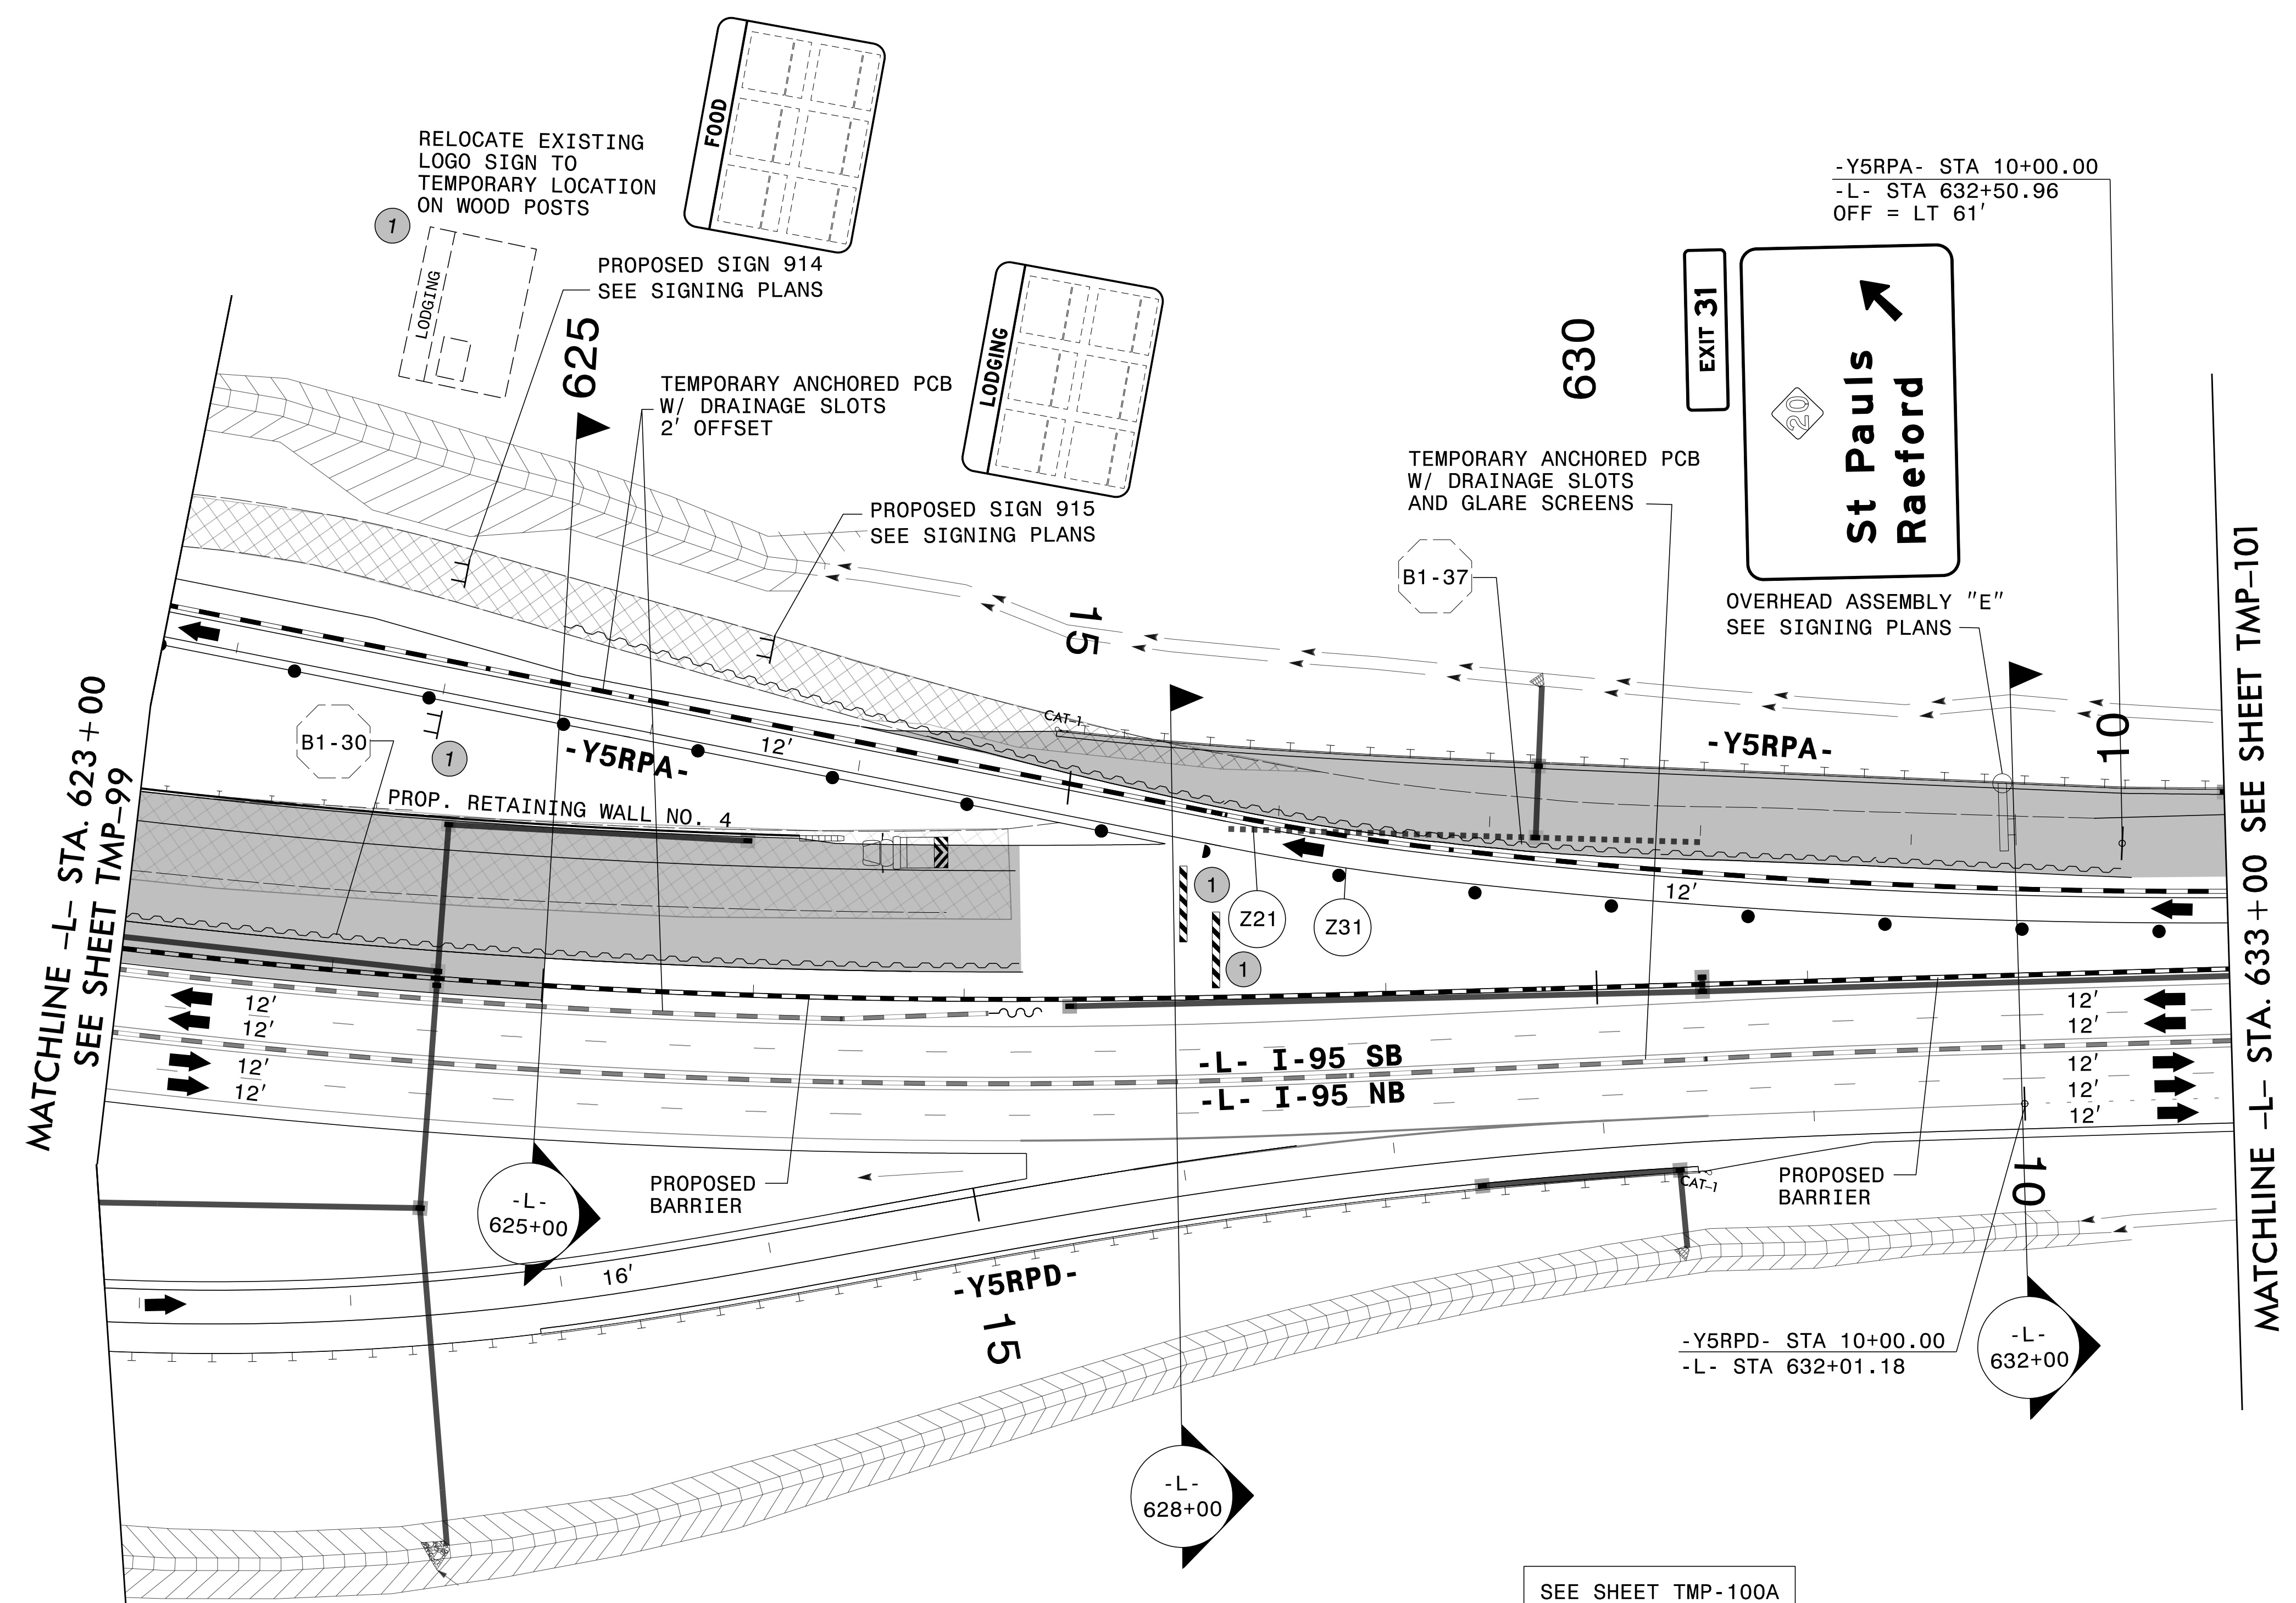 FOOD
RELOCATE EXISTING
LOGO SIGN TO
TEMPORARY LOCATION
ON WOOD POSTS
1
LODGING
PROPOSED SIGN 914
SEE SIGNING PLANS
625
TEMPORARY ANCHORED PCB
W/ DRAINAGE SLOTS
2' OFFSET
LODGING
PROPOSED SIGN 915
SEE SIGNING PLANS
630
TEMPORARY ANCHORED PCB
W/ DRAINAGE SLOTS
AND GLARE SCREENS
B1-37
-Y5RPA- STA 10+00.00
-L- STA 632+50.96
OFF = LT 61'
EXIT 31
20
St Pauls
Raeford
OVERHEAD ASSEMBLY "E"
SEE SIGNING PLANS
MATCHLINE -L- STA. 633+00 SEE SHEET TMP-101
MATCHLINE -L- STA. 623+00
SEE SHEET TMP-99
15
CAT-1
-Y5RPA-
10
B1-30
1
-Y5RPA-
12'
PROP. RETAINING WALL NO. 4
1
Z21
Z31
12'
1
12'
12'
12'
12'
-L- I-95 SB
-L- I-95 NB
12'
12'
12'
12'
12'
-L-
625+00
PROPOSED
BARRIER
PROPOSED
BARRIER
CAT-1
10
16'
-Y5RPD-
15
-Y5RPD- STA 10+00.00
-L- STA 632+01.18
-L-
632+00
-L-
628+00
SEE SHEET TMP-100A